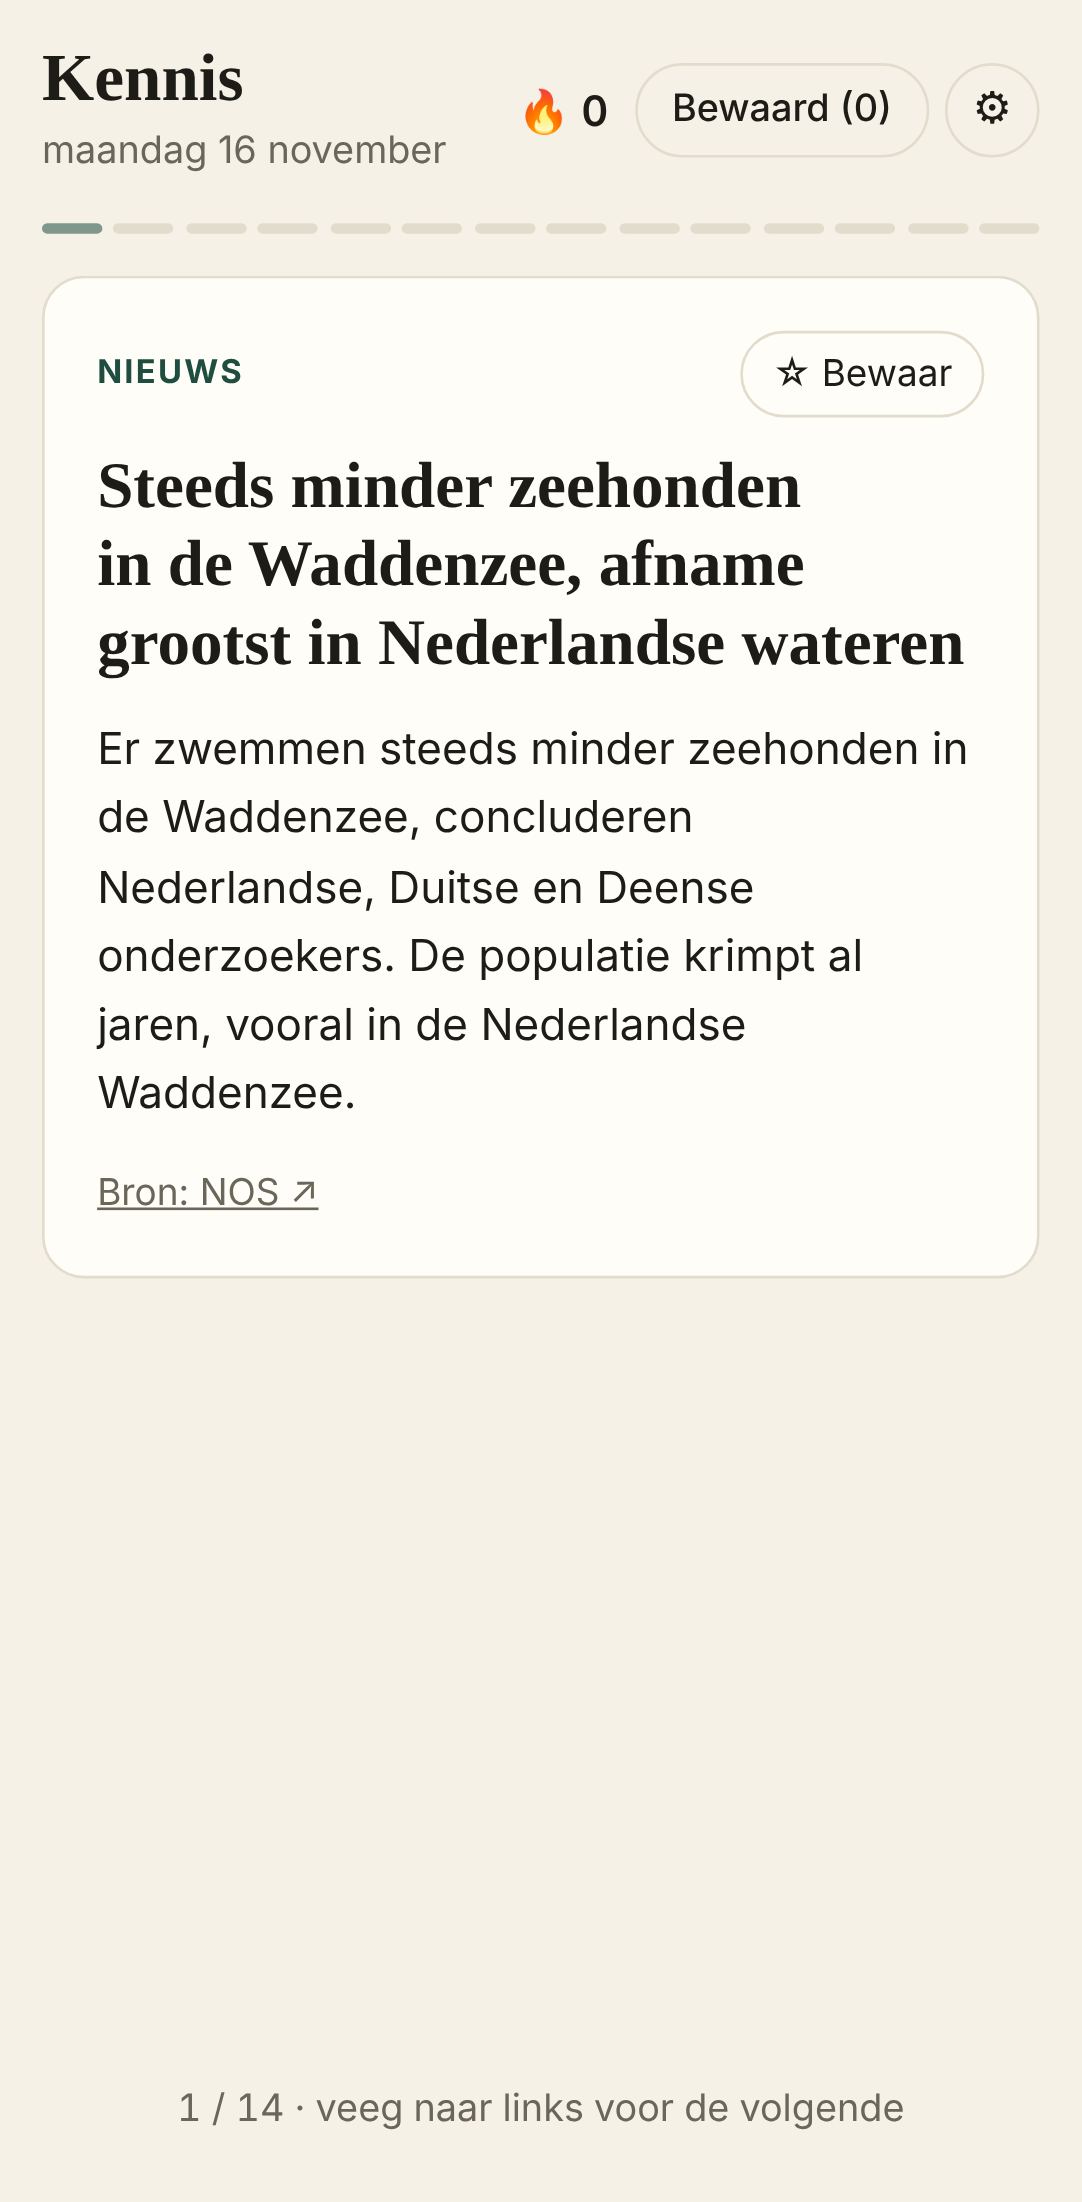 Kennis
maandag 16 november
🔥 0
Bewaard (0)
⚙
NIEUWS
☆ Bewaar
Steeds minder zeehonden
in de Waddenzee, afname
grootst in Nederlandse wateren
Er zwemmen steeds minder zeehonden in
de Waddenzee, concluderen
Nederlandse, Duitse en Deense
onderzoekers. De populatie krimpt al
jaren, vooral in de Nederlandse
Waddenzee.
Bron: NOS ↗
1 / 14 · veeg naar links voor de volgende